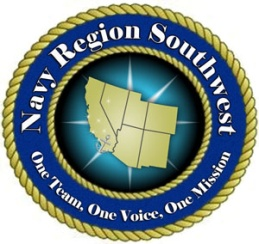 Navy Region Southwest
One Team, One Voice, One Mission